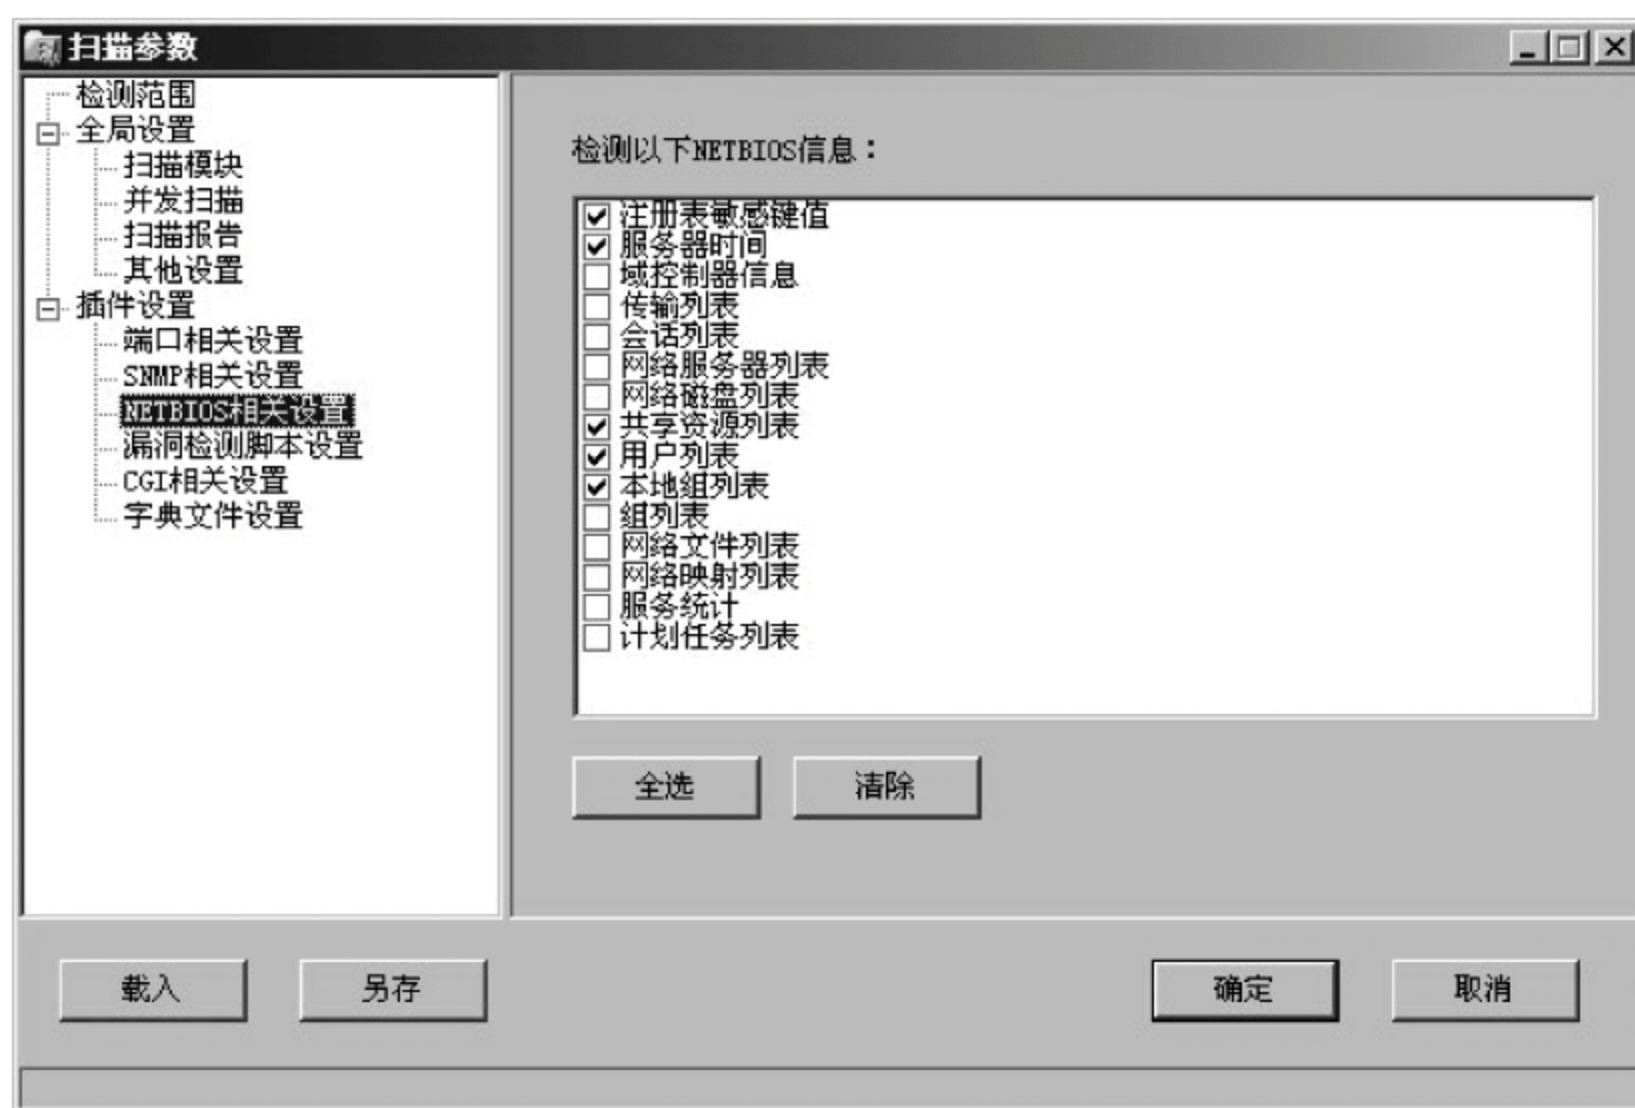 扫描参数
检测范围
全局设置
扫描模块
并发扫描
扫描报告
其他设置
插件设置
端口相关设置
SNMP相关设置
NETBIOS相关设置
漏洞检测脚本设置
CGI相关设置
字典文件设置
检测以下NETBIOS信息：
注册表敏感键值
服务器时间
域控制器信息
传输列表
会话列表
网络服务器列表
网络磁盘列表
共享资源列表
用户列表
本地组列表
组列表
网络文件列表
网络映射列表
服务统计
计划任务列表
全选 清除
载入 另存 确定 取消